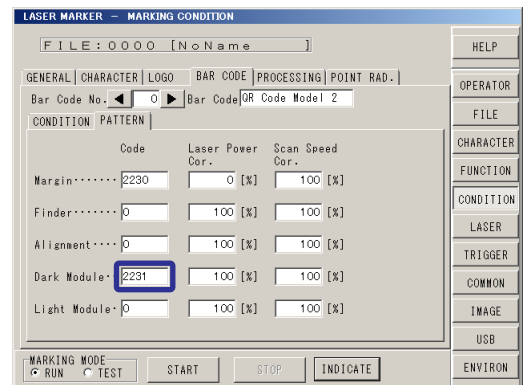 LASER MARKER － MARKING CONDITION
FILE:0000 [NoName ]
HELP
GENERAL CHARACTER LOGO BAR CODE PROCESSING POINT RAD.
OPERATOR
Bar Code No. 0 Bar Code QR Code Model 2
FILE
CONDITION PATTERN
CHARACTER
Code Laser Power Cor. Scan Speed Cor.
FUNCTION
Margin······· 2230 0 [%] 100 [%]
CONDITION
Finder······· 0 100 [%] 100 [%]
LASER
Alignment···· 0 100 [%] 100 [%]
TRIGGER
Dark Module·· 2231 100 [%] 100 [%]
COMMON
Light Module· 0 100 [%] 100 [%]
IMAGE
USB
MARKING MODE
RUN TEST START STOP INDICATE
ENVIRON